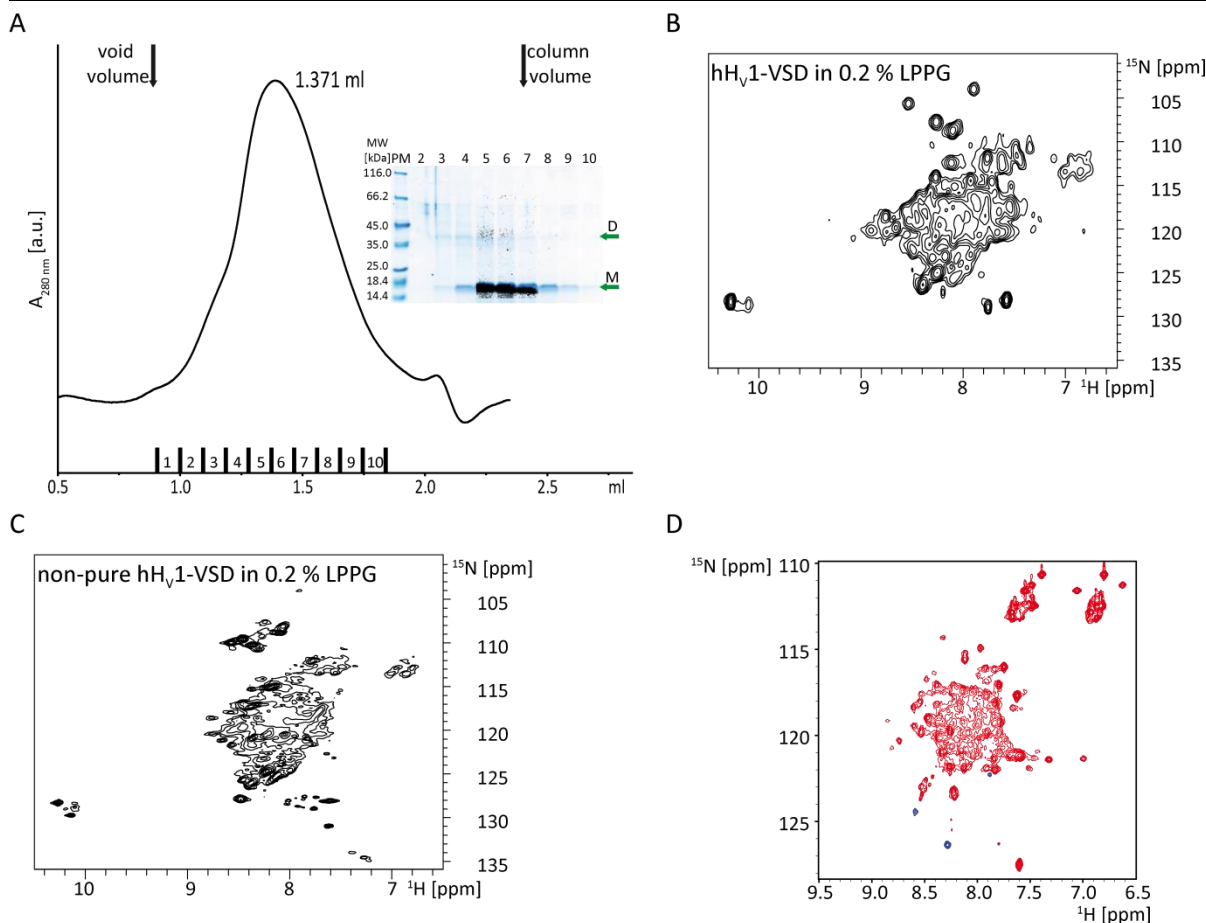 A
void
volume
column
volume
1.371 ml
MW
[kDa] PM 2 3 4 5 6 7 8 9 10
116.0
66.2
45.0
35.0
25.0
18.4
14.4
D
M
A280 nm [a.u.]
1 2 3 4 5 6 7 8 9 10
0.5 1.0 1.5 2.0 2.5 ml
B
hHV1-VSD in 0.2 % LPPG
15N [ppm]
105
110
115
120
125
130
135
10 9 8 7 1H [ppm]
C
non-pure hHV1-VSD in 0.2 % LPPG
15N [ppm]
105
110
115
120
125
130
135
10 9 8 7 1H [ppm]
D
15N [ppm]
110
115
120
125
9.5 9.0 8.5 8.0 7.5 7.0 6.5
1H [ppm]